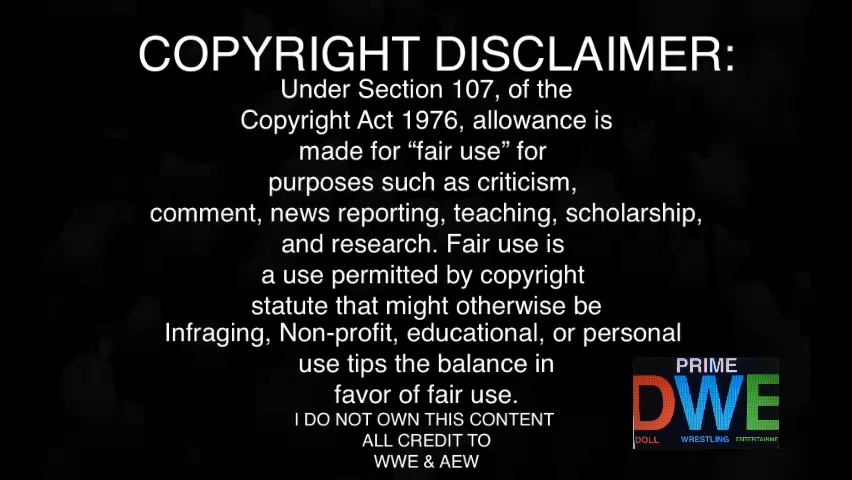 COPYRIGHT DISCLAIMER:
Under Section 107, of the
Copyright Act 1976, allowance is
made for “fair use” for
purposes such as criticism,
comment, news reporting, teaching, scholarship,
and research. Fair use is
a use permitted by copyright
statute that might otherwise be
Infraging, Non-profit, educational, or personal
use tips the balance in
favor of fair use.
I DO NOT OWN THIS CONTENT
ALL CREDIT TO
WWE & AEW
PRIME
DWE
DOLL WRESTLING ENTERTAINME